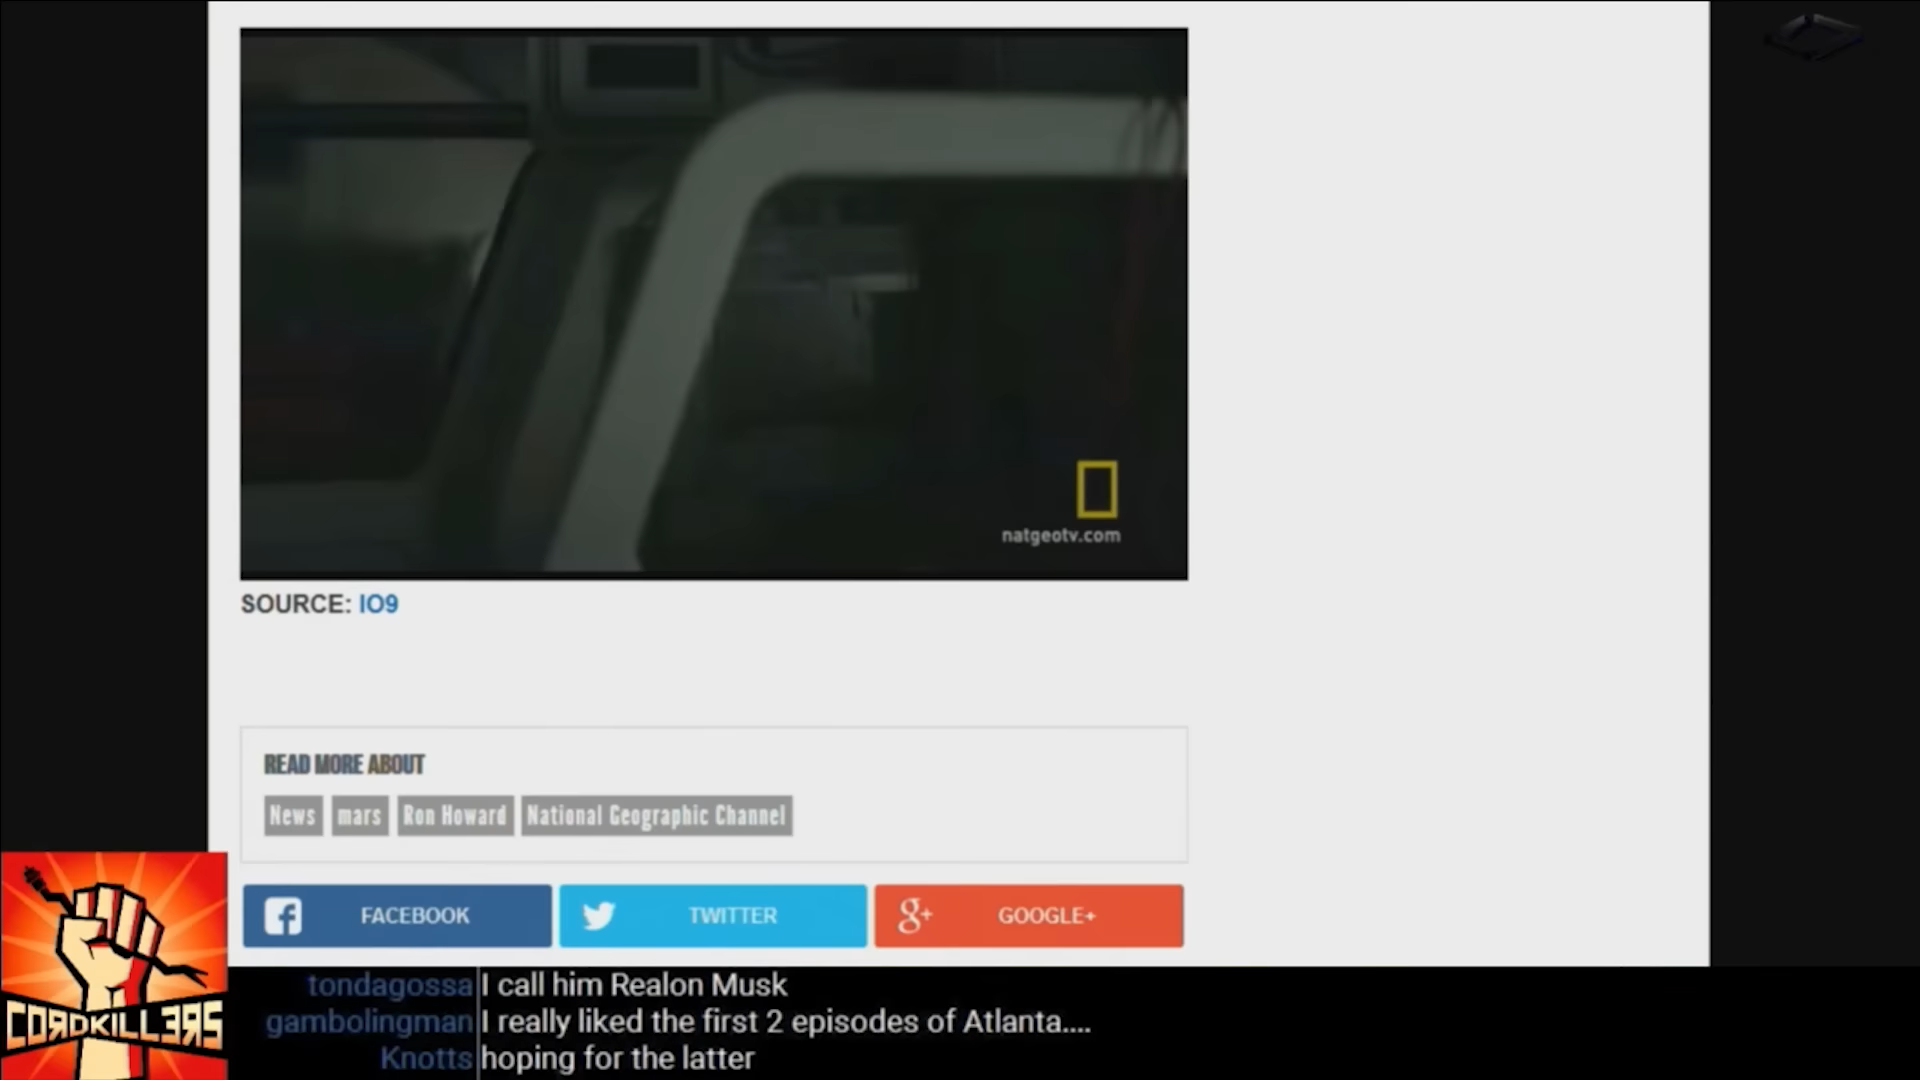 natgeotv.com
SOURCE: IO9
READ MORE ABOUT
News mars Ron Howard National Geographic Channel
FACEBOOK TWITTER g+ GOOGLE+
tondagossa I call him Realon Musk
gambolingman I really liked the first 2 episodes of Atlanta....
Knotts hoping for the latter
CORDKILLERS